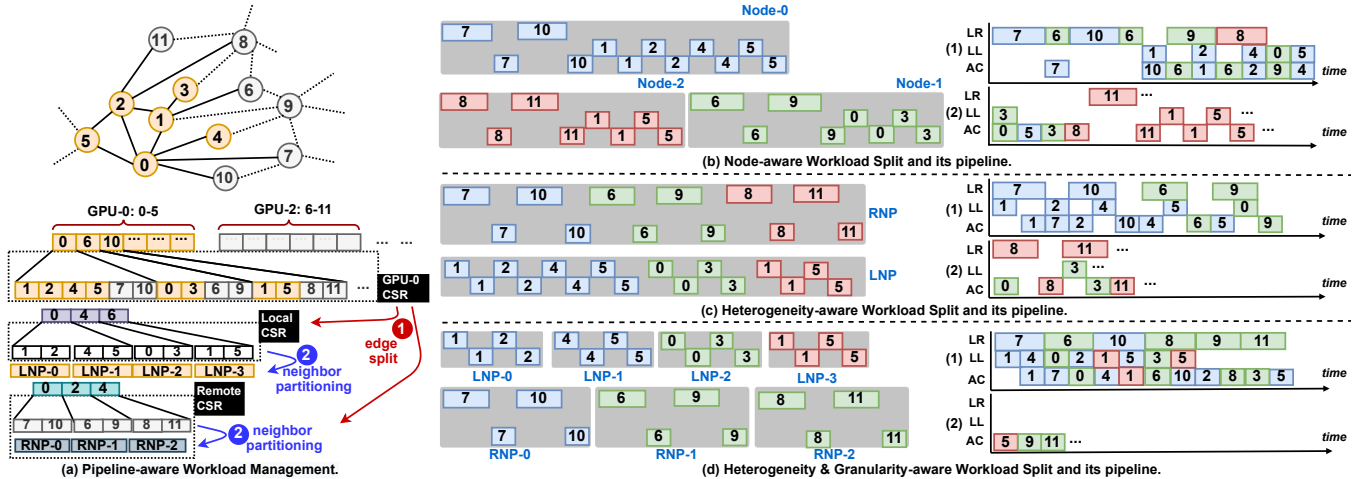 11 8
3 6
2 1 9
5 4
0 7
10
GPU-0: 0-5 GPU-2: 6-11
0 6 10 ... ... ...
... ...
1 2 4 5 7 10 0 3 6 9 1 5 8 11
GPU-0
CSR
0 4 6
Local
CSR
1
edge
split
1 2 4 5 0 3 1 5
2
LNP-0 LNP-1 LNP-2 LNP-3
neighbor
partitioning
0 2 4
Remote
CSR
7 10 6 9 8 11
2
neighbor
partitioning
RNP-0 RNP-1 RNP-2
(a) Pipeline-aware Workload Management.
Node-0
7 10
1 2 4 5
7 10 1 2 4 5
Node-2 Node-1
8 11 6 9
1 5 0 3
8 11 1 5 6 9 0 3
(1)
LR 7 6 10 6 9 8
LL 1 2 4 0 5
AC 7 10 6 1 6 2 9 4
time
(2)
LR 11 ...
LL 3 1 5 ...
AC 0 5 3 8 11 1 5 ...
time
(b) Node-aware Workload Split and its pipeline.
7 10 6 9 8 11
RNP
7 10 6 9 8 11
1 2 4 5 0 3 1 5
LNP
1 2 4 5 0 3 1 5
(1)
LR 7 10 6 9
LL 1 2 4 5 0
AC 1 7 2 10 4 6 5 9
time
(2)
LR 8 11 ...
LL 3 ...
AC 0 8 3 11 ...
time
(c) Heterogeneity-aware Workload Split and its pipeline.
1 2 4 5 0 3 1 5
1 2 4 5 0 3 1 5
LNP-0 LNP-1 LNP-2 LNP-3
7 10 6 9 8 11
7 10 6 9 8 11
RNP-0 RNP-1 RNP-2
(1)
LR 7 6 10 8 9 11
LL 1 4 0 2 1 5 3 5
AC 1 7 0 4 1 6 10 2 8 3 5
time
(2)
LR
LL
AC 5 9 11 ...
time
(d) Heterogeneity & Granularity-aware Workload Split and its pipeline.